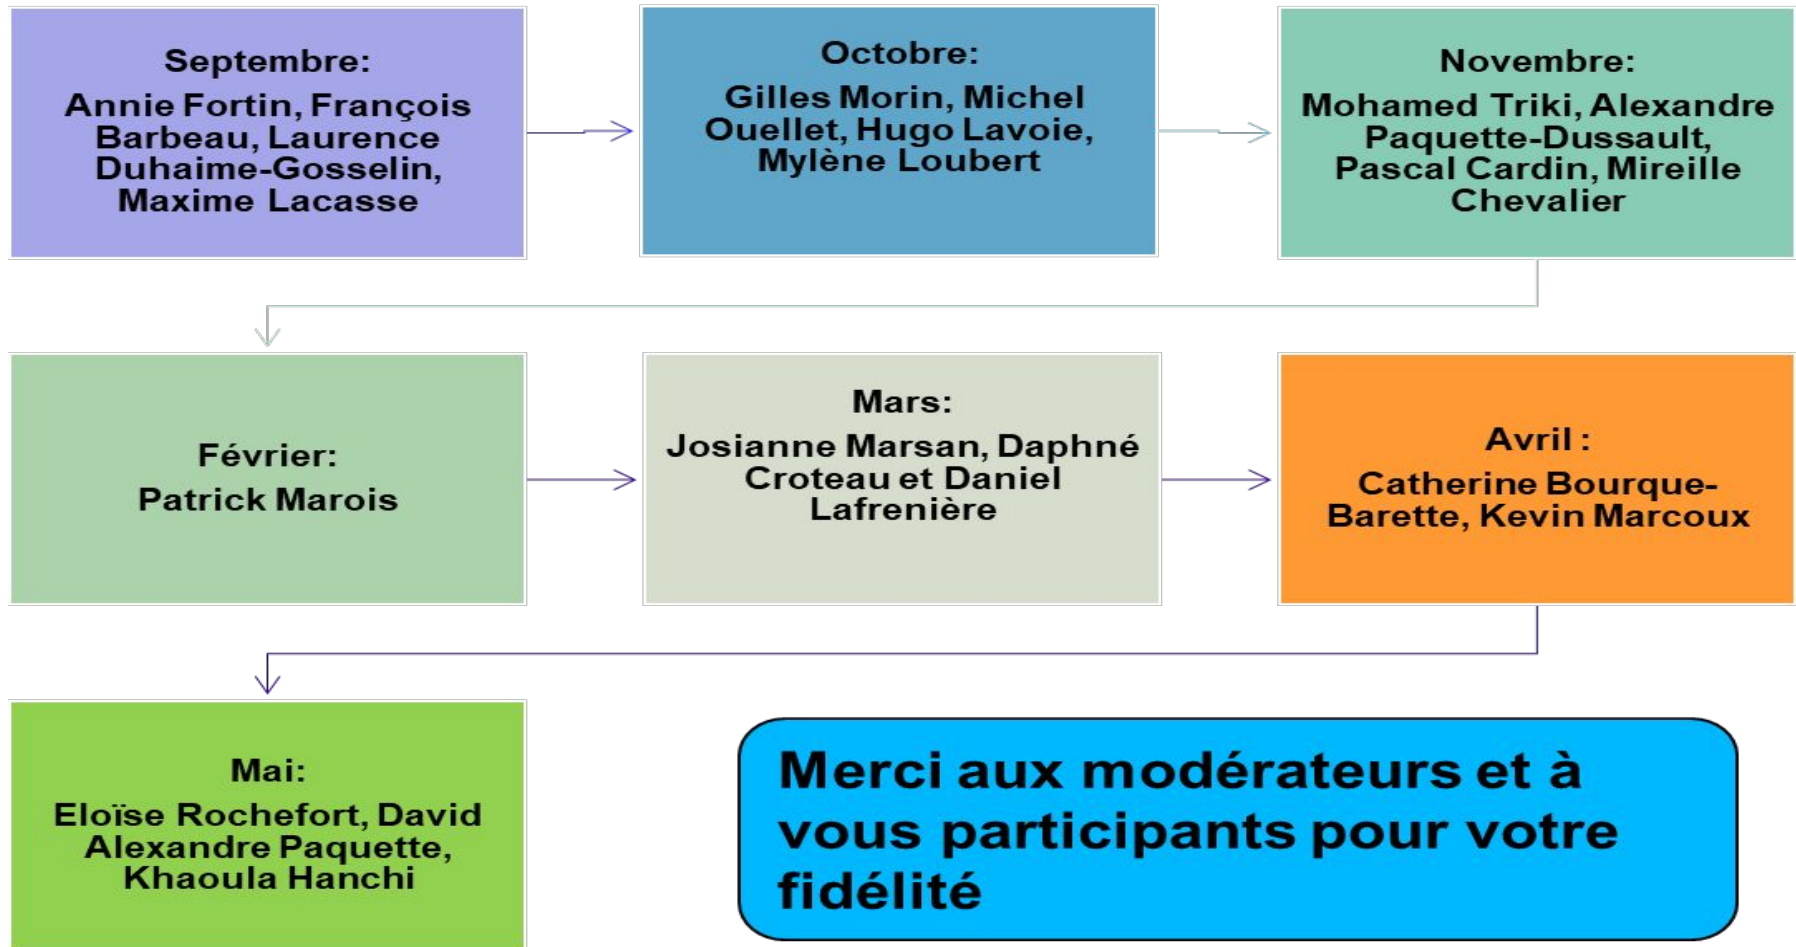 Septembre:
Annie Fortin, François
Barbeau, Laurence
Duhaime-Gosselin,
Maxime Lacasse
Octobre:
Gilles Morin, Michel
Ouellet, Hugo Lavoie,
Mylène Loubert
Novembre:
Mohamed Triki, Alexandre
Paquette-Dussault,
Pascal Cardin, Mireille
Chevalier
Février:
Patrick Marois
Mars:
Josianne Marsan, Daphné
Croteau et Daniel
Lafrenière
Avril :
Catherine Bourque-
Barette, Kevin Marcoux
Mai:
Eloïse Rochefort, David
Alexandre Paquette,
Khaoula Hanchi
Merci aux modérateurs et à
vous participants pour votre
fidélité